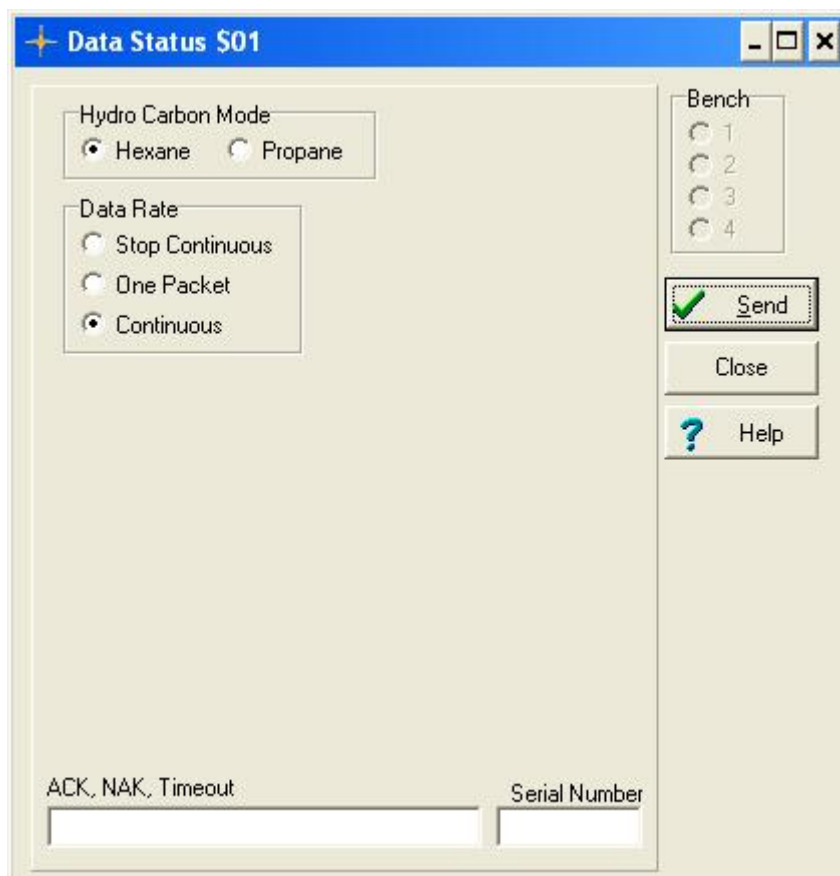 Data Status $01
Hydro Carbon Mode
Hexane Propane
Data Rate
Stop Continuous
One Packet
Continuous
Bench
1
2
3
4
Send
Close
? Help
ACK, NAK, Timeout
Serial Number